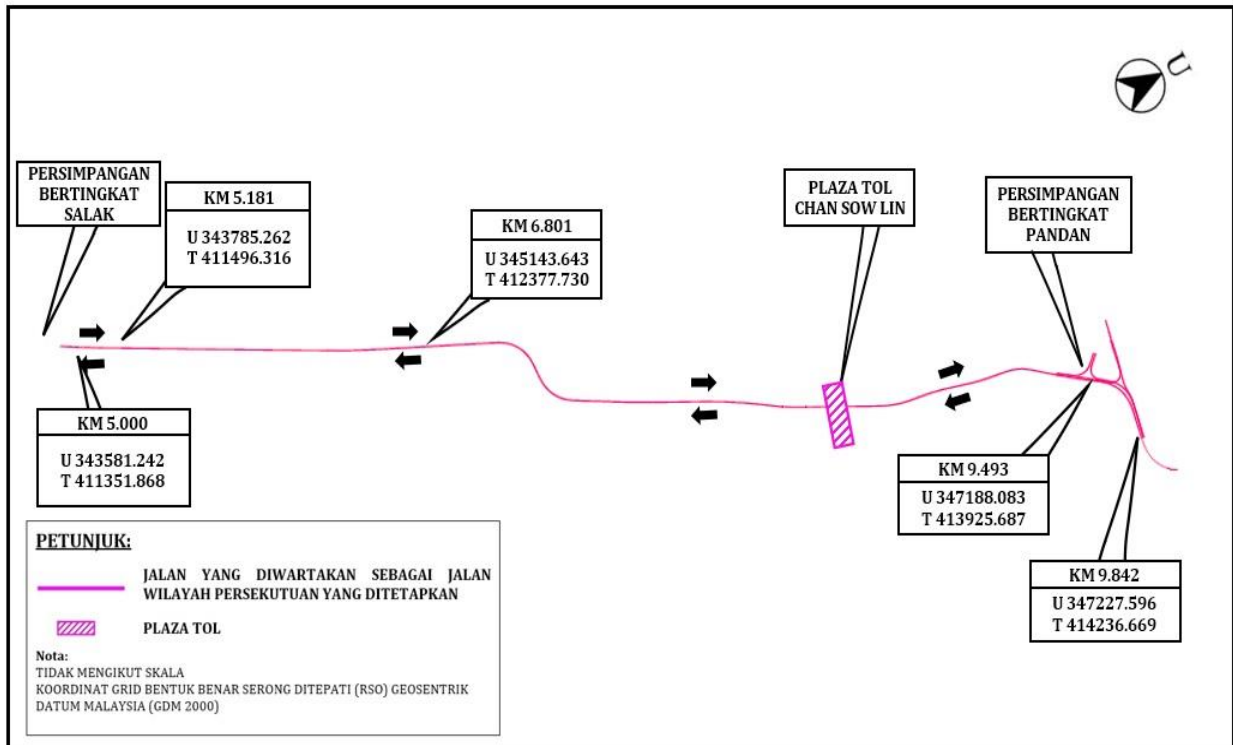 U
PERSIMPANGAN
BERTINGKAT
SALAK
KM 5.181
U 343785.262
T 411496.316
KM 6.801
U 345143.643
T 412377.730
PLAZA TOL
CHAN SOW LIN
PERSIMPANGAN
BERTINGKAT
PANDAN
KM 5.000
U 343581.242
T 411351.868
KM 9.493
U 347188.083
T 413925.687
KM 9.842
U 347227.596
T 414236.669
PETUNJUK:
JALAN YANG DIWARTAKAN SEBAGAI JALAN
WILAYAH PERSEKUTUAN YANG DITETAPKAN
PLAZA TOL
Nota:
TIDAK MENGIKUT SKALA
KOORDINAT GRID BENTUK BENAR SERONG DITEPATI (RSO) GEOSENTRIK
DATUM MALAYSIA (GDM 2000)